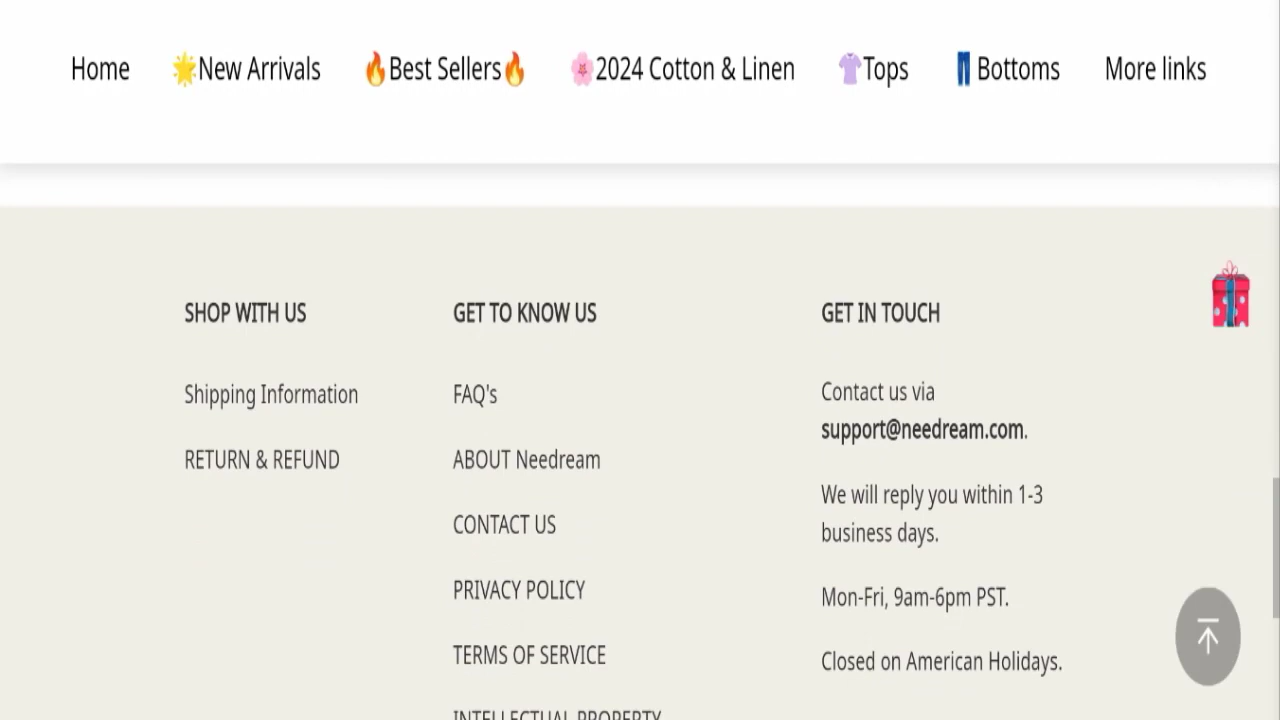 Home 🌟New Arrivals 🔥Best Sellers🔥 🌸2024 Cotton & Linen 👚Tops 👖Bottoms More links
SHOP WITH US
Shipping Information
RETURN & REFUND
GET TO KNOW US
FAQ's
ABOUT Needream
CONTACT US
PRIVACY POLICY
TERMS OF SERVICE
INTELLECTUAL PROPERTY
GET IN TOUCH
Contact us via
support@needream.com.
We will reply you within 1-3
business days.
Mon-Fri, 9am-6pm PST.
Closed on American Holidays.